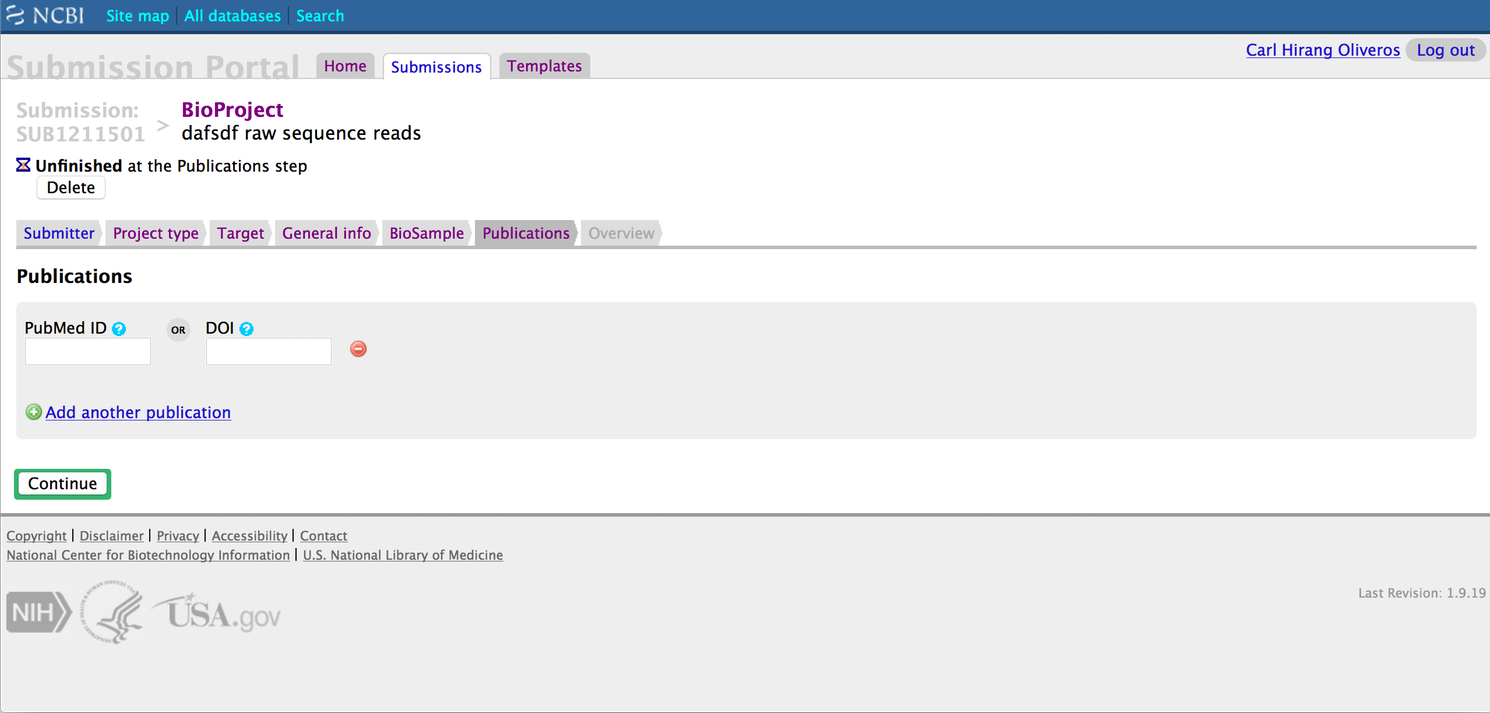 NCBI Site map All databases Search
Carl Hirang Oliveros Log out
Submission Portal Home Submissions Templates
Submission: SUB1211501 > BioProject
dafsdf raw sequence reads
Unfinished at the Publications step
Delete
Submitter Project type Target General info BioSample Publications Overview
Publications
PubMed ID ? OR DOI ?
Add another publication
Continue
Copyright | Disclaimer | Privacy | Accessibility | Contact
National Center for Biotechnology Information | U.S. National Library of Medicine
Last Revision: 1.9.19
NIH USA.gov